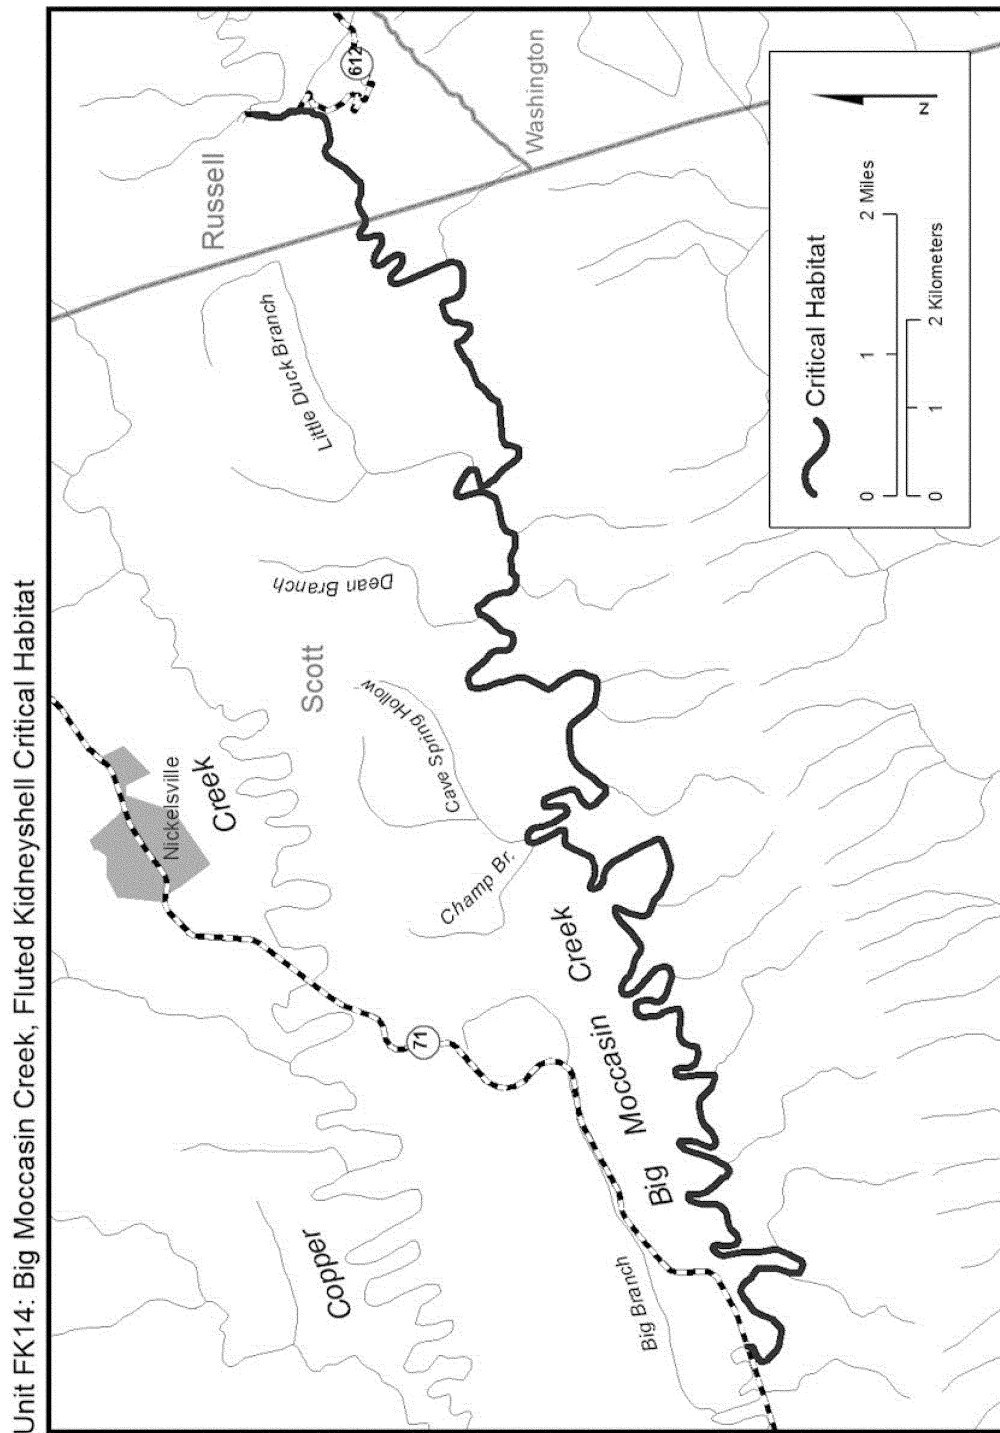 Unit FK14: Big Moccasin Creek, Fluted Kidneyshell Critical Habitat
Nickelsville
Creek
Copper
71
Scott
Russell
612
Washington
Little Duck Branch
Dean Branch
Cave Spring Hollow
Champ Br.
Big Moccasin Creek
Big Branch
Critical Habitat
0 1 2 Miles
0 1 2 Kilometers
N